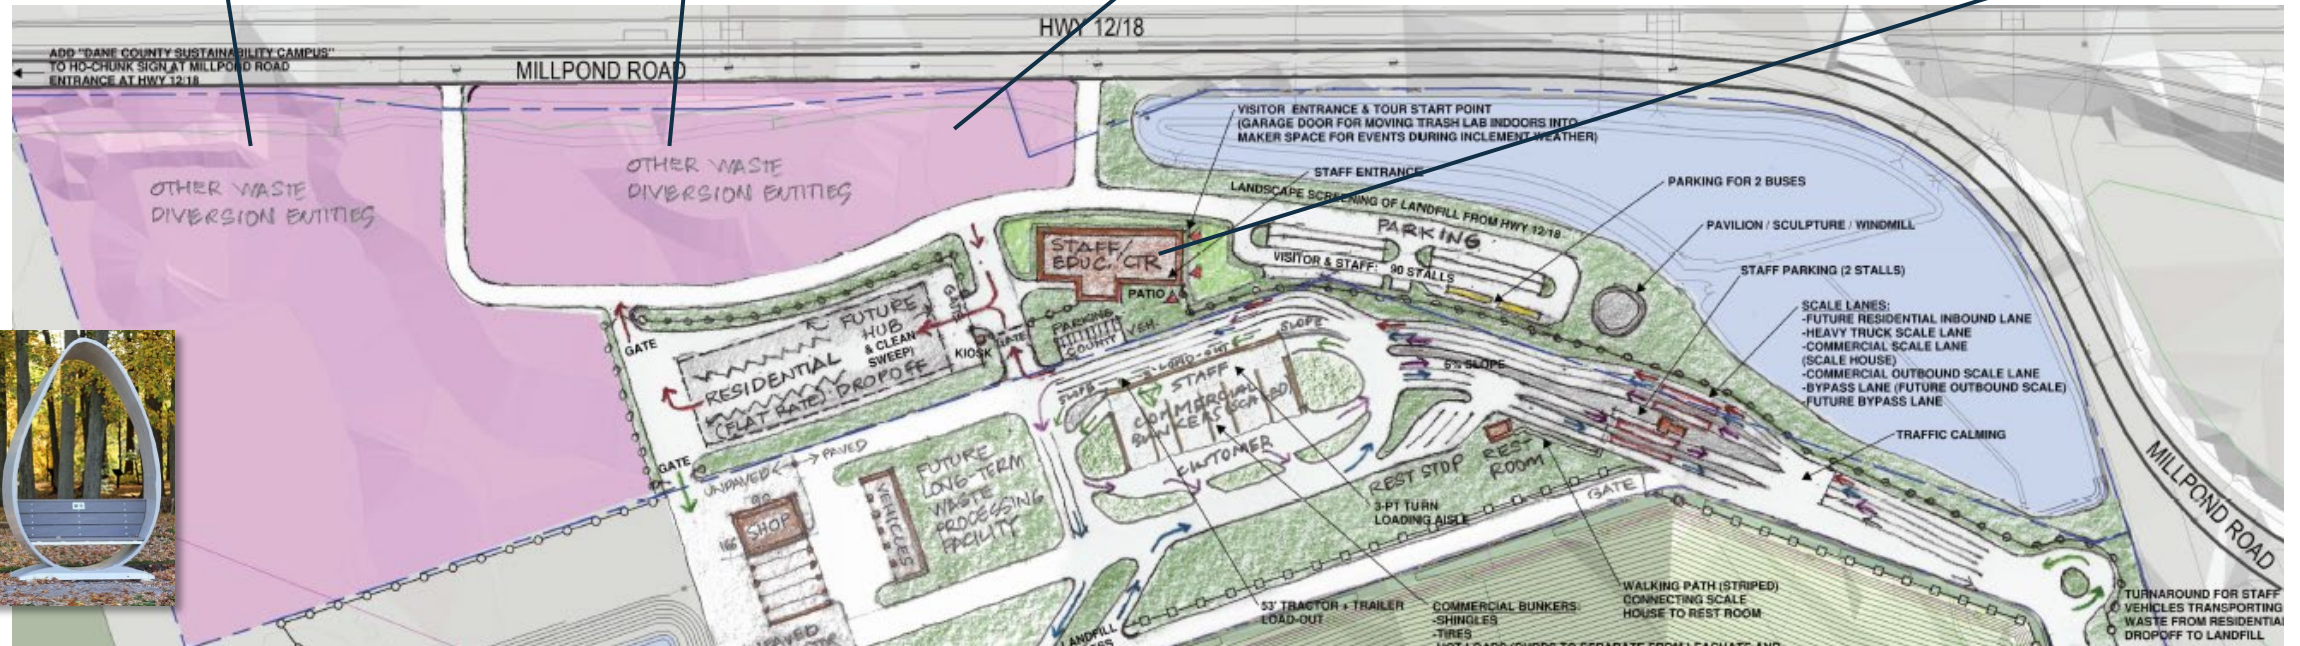 HWY 12/18
ADD "DANE COUNTY SUSTAINABILITY CAMPUS"
TO HO-CHUNK SIGN AT MILLPOND ROAD
ENTRANCE AT HWY 12/18
MILLPOND ROAD
VISITOR ENTRANCE & TOUR START POINT
(GARAGE DOOR FOR MOVING TRASH LAB INDOORS INTO
MAKER SPACE FOR EVENTS DURING INCLEMENT WEATHER)
STAFF ENTRANCE
LANDSCAPE SCREENING OF LANDFILL FROM HWY 12/18
PARKING FOR 2 BUSES
PAVILION / SCULPTURE / WINDMILL
STAFF PARKING (2 STALLS)
SCALE LANES:
-FUTURE RESIDENTIAL INBOUND LANE
-HEAVY TRUCK SCALE LANE
-COMMERCIAL SCALE LANE
(SCALE HOUSE)
-COMMERCIAL OUTBOUND SCALE LANE
-BYPASS LANE (FUTURE OUTBOUND SCALE)
-FUTURE BYPASS LANE
TRAFFIC CALMING
MILLPOND ROAD
OTHER WASTE
DIVERSION ENTITIES
OTHER WASTE
DIVERSION ENTITIES
STAFF/
EDUC. CTR
PARKING
VISITOR & STAFF: 90 STALLS
PATIO
GATE
FUTURE
HUB
& CLEAN
SWEEP)
RESIDENTIAL DROPOFF
(FLAT RATE)
KIOSK
GATE
PARKING
COUNTY VEH.
GATE
SLOPE
SLOPE
STAFF
COMMERCIAL
BUNKERS
CUSTOMER
5% SLOPE
REST STOP
REST
ROOM
GATE
GATE
UNPAVED
PAVED
90
SHOP
166'
VEHICLES
FUTURE
LONG-TERM
WASTE
PROCESSING
FACILITY
3-PT TURN
LOADING AISLE
53' TRACTOR + TRAILER
LOAD-OUT
COMMERCIAL BUNKERS:
-SHINGLES
-TIRES
WALKING PATH (STRIPED)
CONNECTING SCALE
HOUSE TO REST ROOM
TURNAROUND FOR STAFF
VEHICLES TRANSPORTING
WASTE FROM RESIDENTIAL
DROPOFF TO LANDFILL
LANDFILL